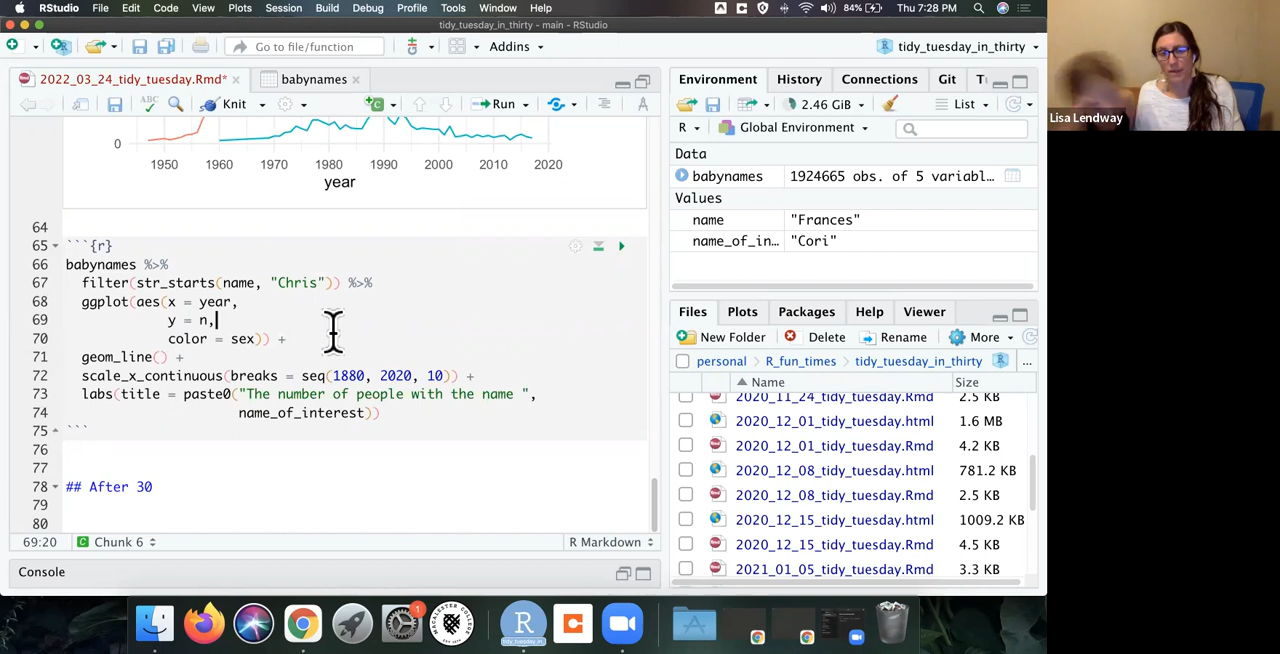 RStudio File Edit Code View Plots Session Build Debug Profile Tools Window Help 84% Thu 7:28 PM
tidy_tuesday_in_thirty - main - RStudio
Go to file/function Addins tidy_tuesday_in_thirty
2022_03_24_tidy_tuesday.Rmd* babynames
ABC Knit Run
0
1950 1960 1970 1980 1990 2000 2010 2020
year
64
65 ```{r}
66 babynames %>%
67 filter(str_starts(name, "Chris")) %>%
68 ggplot(aes(x = year,
69 y = n,
70 color = sex)) +
71 geom_line() +
72 scale_x_continuous(breaks = seq(1880, 2020, 10)) +
73 labs(title = paste0("The number of people with the name ",
74 name_of_interest))
75 ```
76
77
78 ## After 30
79
80
69:20 Chunk 6 R Markdown
Console
Environment History Connections Git
2.46 GiB List
R Global Environment
Data
babynames 1924665 obs. of 5 variabl…
Values
name "Frances"
name_of_in… "Cori"
Files Plots Packages Help Viewer
New Folder Delete Rename More
personal R_fun_times tidy_tuesday_in_thirty ...
Name Size
2020_11_24_tidy_tuesday.Rmd 2.5 KB
2020_12_01_tidy_tuesday.html 1.6 MB
2020_12_01_tidy_tuesday.Rmd 4.2 KB
2020_12_08_tidy_tuesday.html 781.2 KB
2020_12_08_tidy_tuesday.Rmd 2.5 KB
2020_12_15_tidy_tuesday.html 1009.2 KB
2020_12_15_tidy_tuesday.Rmd 4.5 KB
2021_01_05_tidy_tuesday.Rmd 3.3 KB
Lisa Lendway
1
R